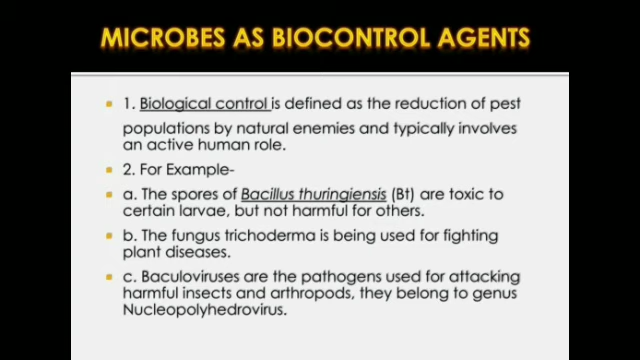 MICROBES AS BIOCONTROL AGENTS
1. Biological control is defined as the reduction of pest
populations by natural enemies and typically involves
an active human role.
2. For Example-
a. The spores of Bacillus thuringiensis (Bt) are toxic to
certain larvae, but not harmful for others.
b. The fungus trichoderma is being used for fighting
plant diseases.
c. Baculoviruses are the pathogens used for attacking
harmful insects and arthropods, they belong to genus
Nucleopolyhedrovirus.